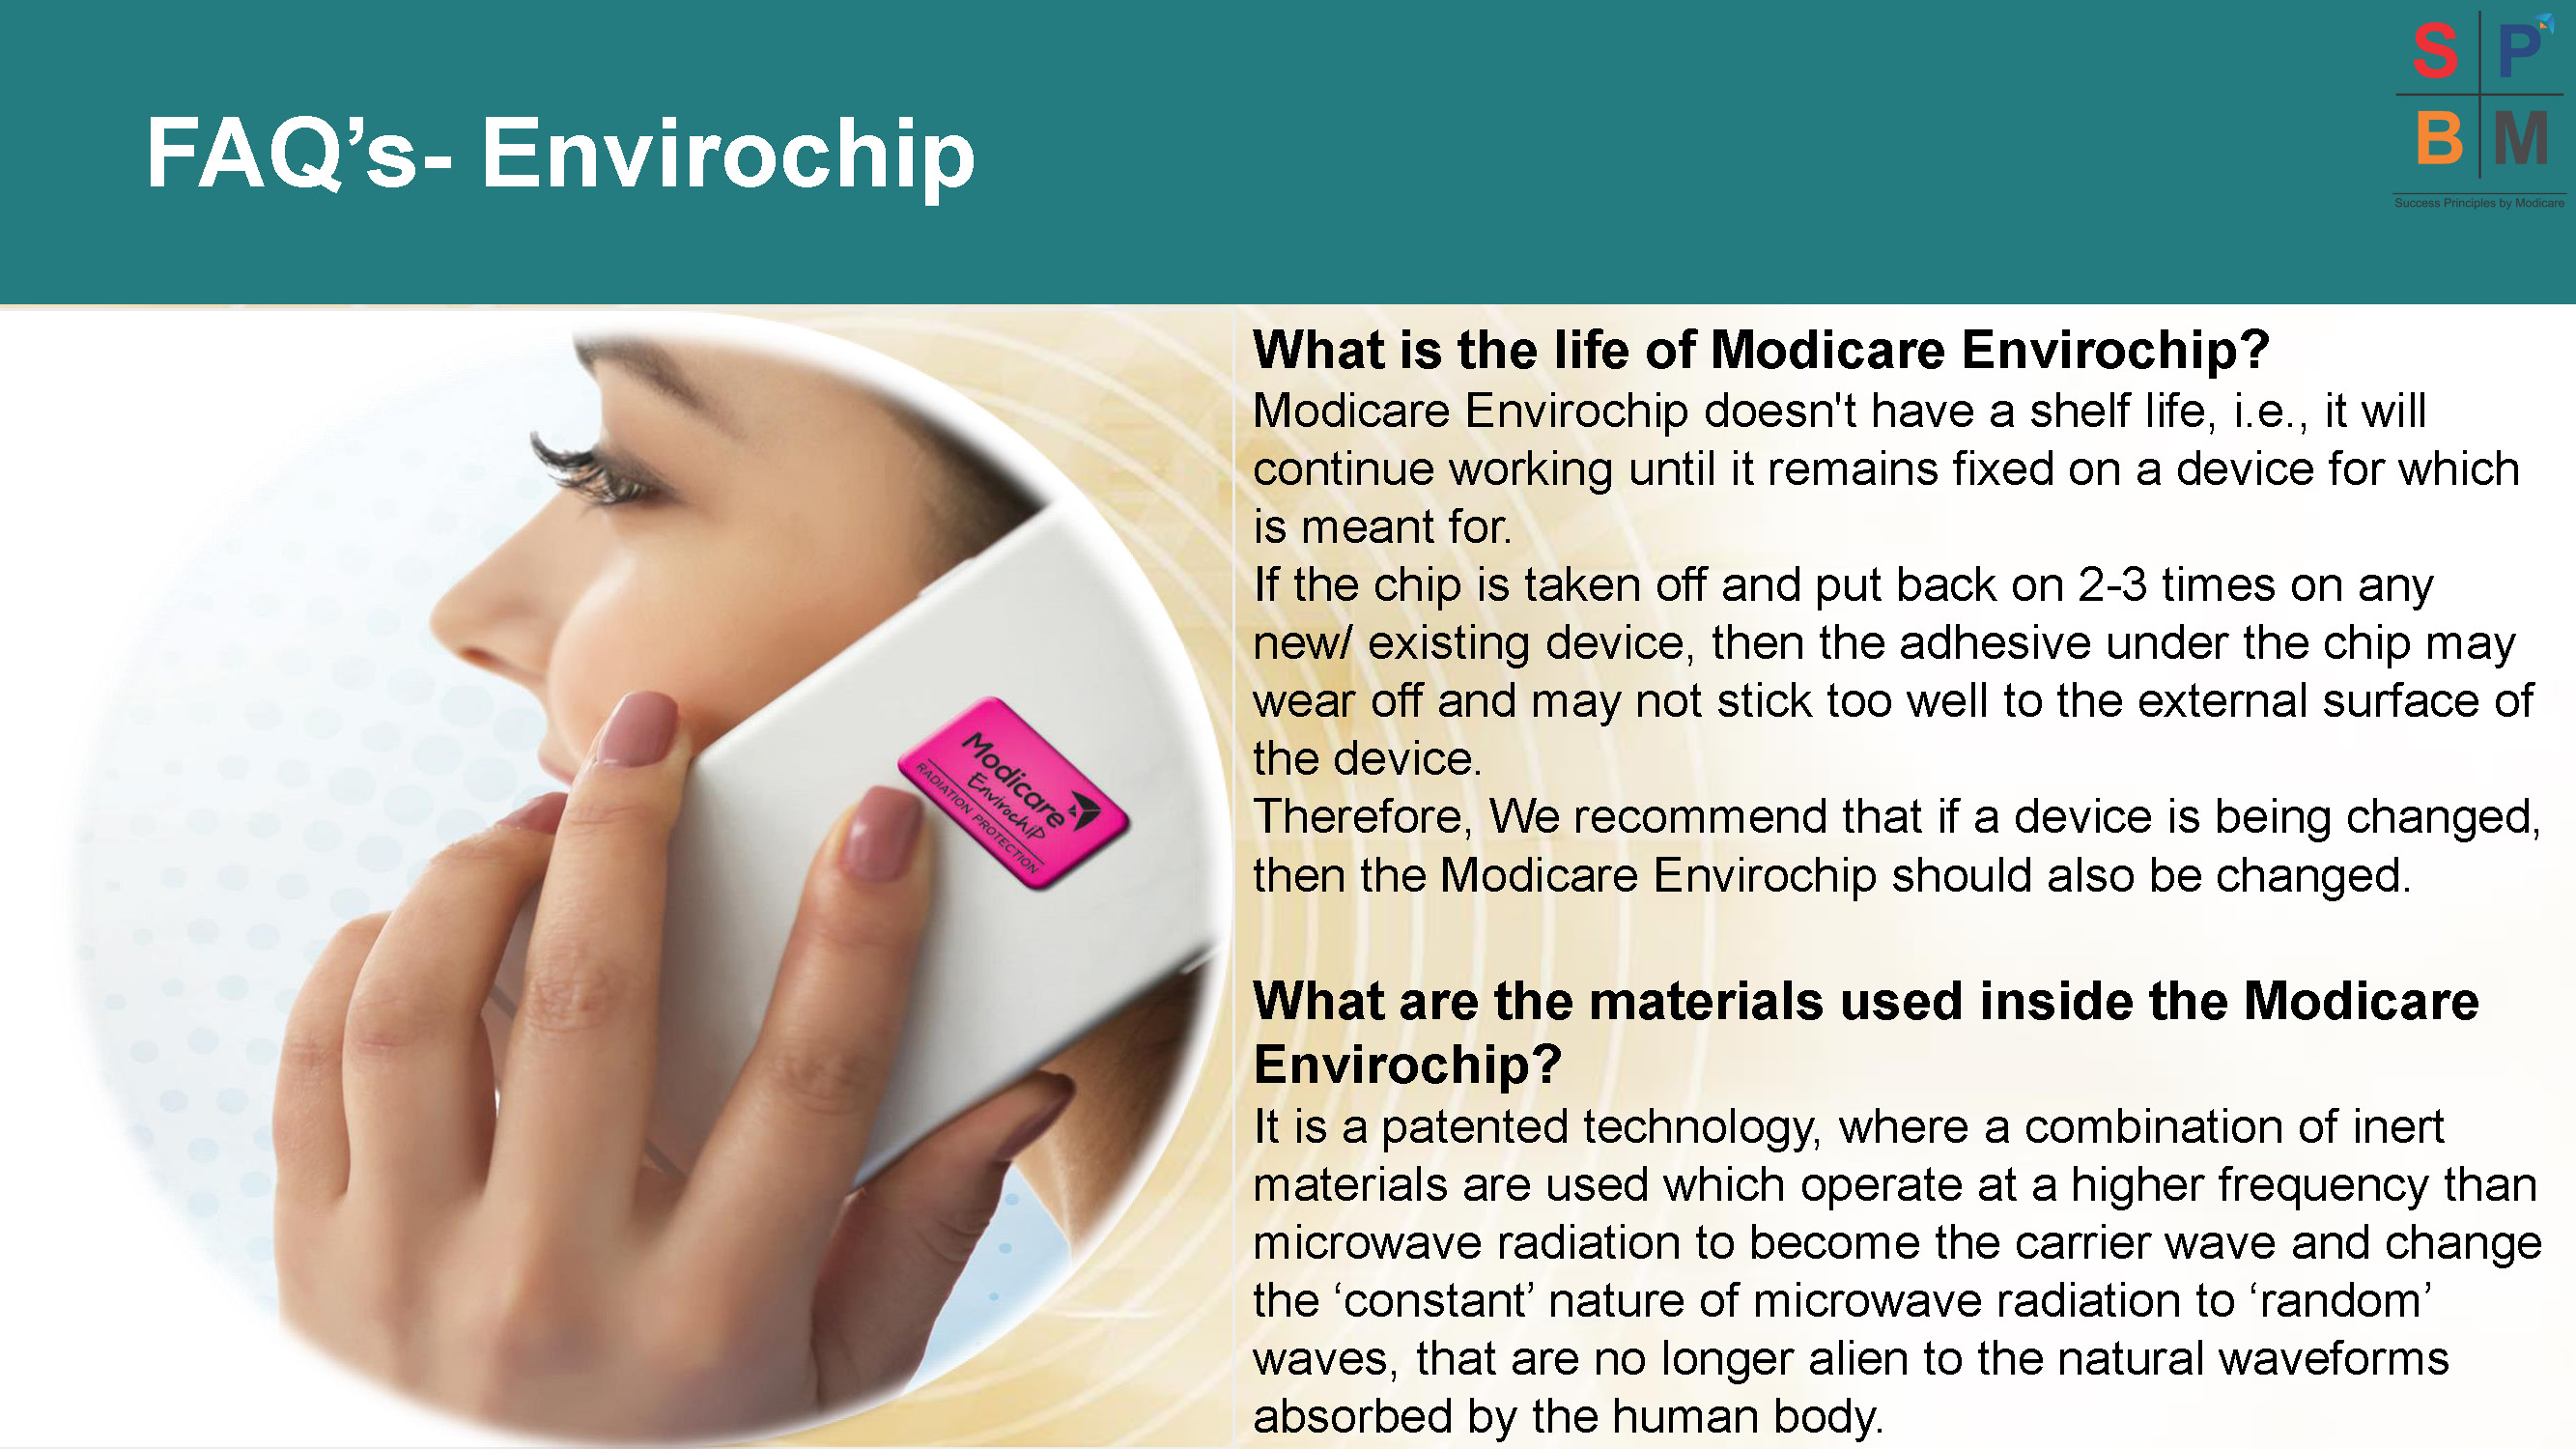 S P
B M
Success Principles by Modicare
FAQ’s- Envirochip
What is the life of Modicare Envirochip?
Modicare Envirochip doesn't have a shelf life, i.e., it will
continue working until it remains fixed on a device for which
is meant for.
If the chip is taken off and put back on 2-3 times on any
new/ existing device, then the adhesive under the chip may
wear off and may not stick too well to the external surface of
the device.
Therefore, We recommend that if a device is being changed,
then the Modicare Envirochip should also be changed.
What are the materials used inside the Modicare
Envirochip?
It is a patented technology, where a combination of inert
materials are used which operate at a higher frequency than
microwave radiation to become the carrier wave and change
the ‘constant’ nature of microwave radiation to ‘random’
waves, that are no longer alien to the natural waveforms
absorbed by the human body.
Modicare
Envirochip
RADIATION PROTECTION